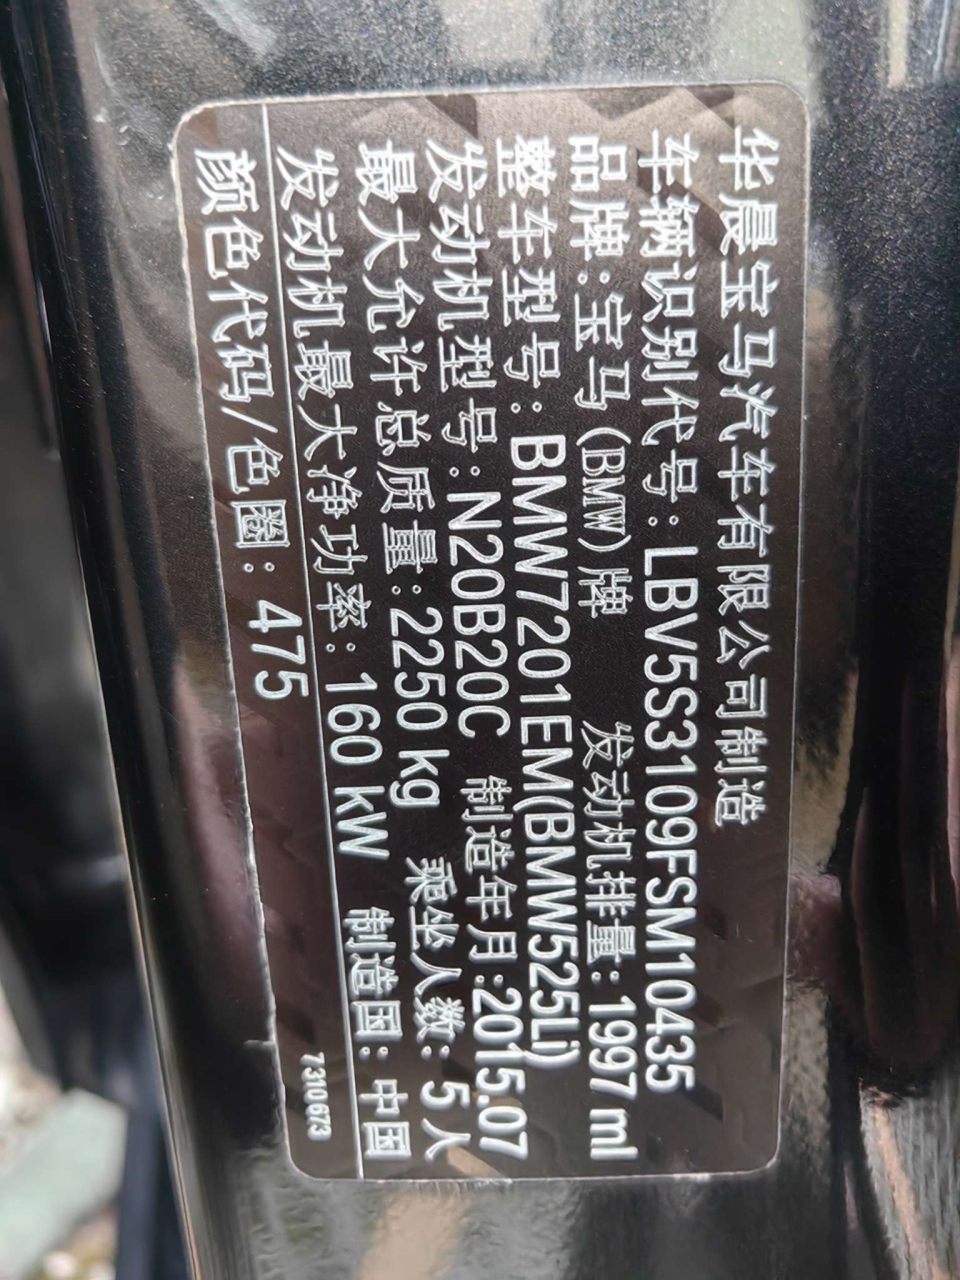 华晨宝马汽车有限公司制造
车辆识别代号：LBV5S3109FSM10435
品牌：宝马(BMW)牌 发动机排量：1997 ml
整车型号：BMW7201EM(BMW525Li)
发动机型号：N20B20C 制造年月：2015.07
最大允许总质量：2250 kg 乘坐人数：5人
发动机最大净功率：160 kW 制造国：中国
颜色代码/色圈：475
7310673